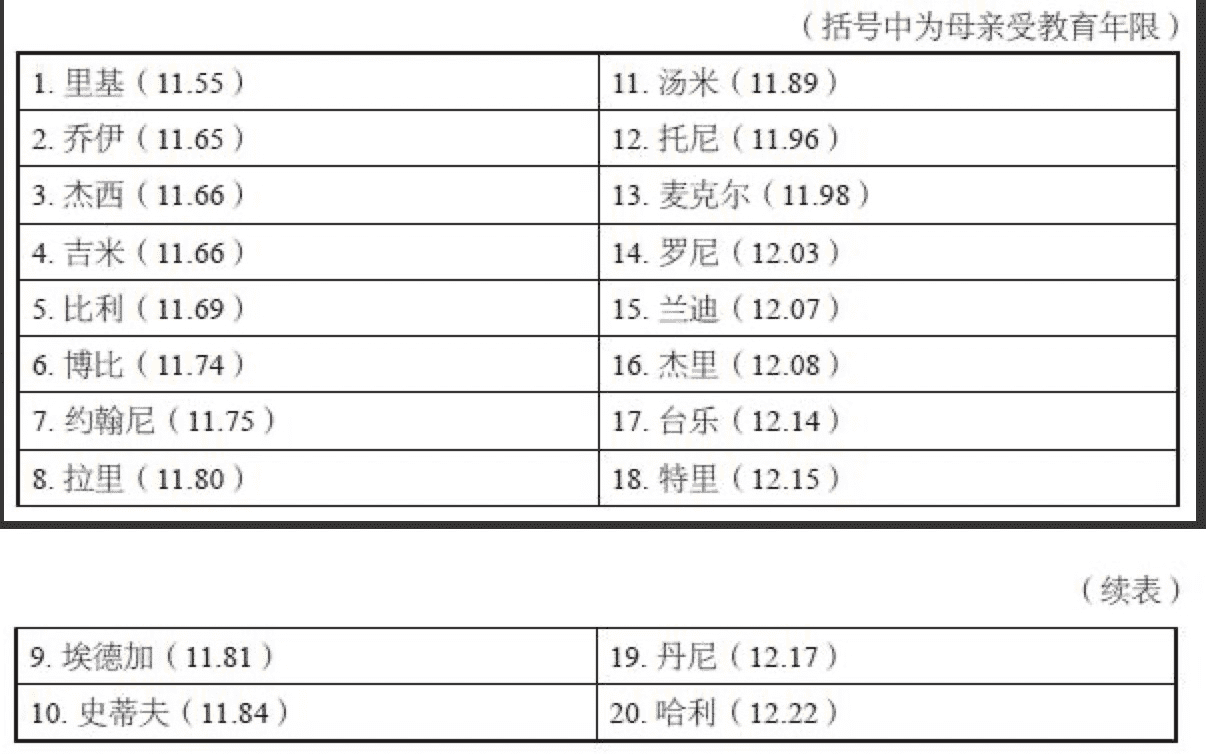 （括号中为母亲受教育年限）
1. 里基（11.55） 11. 汤米（11.89）
2. 乔伊（11.65） 12. 托尼（11.96）
3. 杰西（11.66） 13. 麦克尔（11.98）
4. 吉米（11.66） 14. 罗尼（12.03）
5. 比利（11.69） 15. 兰迪（12.07）
6. 博比（11.74） 16. 杰里（12.08）
7. 约翰尼（11.75） 17. 台乐（12.14）
8. 拉里（11.80） 18. 特里（12.15）
（续表）
9. 埃德加（11.81） 19. 丹尼（12.17）
10. 史蒂夫（11.84） 20. 哈利（12.22）